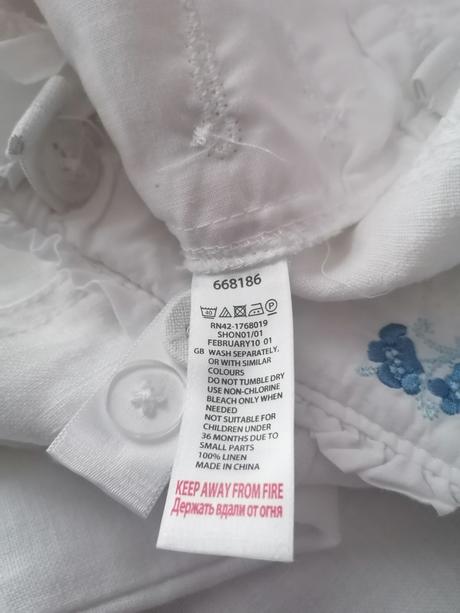 668186
40 P
RN42-1768019
SHON01/01
FEBRUARY10 01
GB WASH SEPARATELY.
OR WITH SIMILAR
COLOURS
DO NOT TUMBLE DRY
USE NON-CHLORINE
BLEACH ONLY WHEN
NEEDED
NOT SUITABLE FOR
CHILDREN UNDER
36 MONTHS DUE TO
SMALL PARTS
100% LINEN
MADE IN CHINA
KEEP AWAY FROM FIRE
Держать вдали от огня